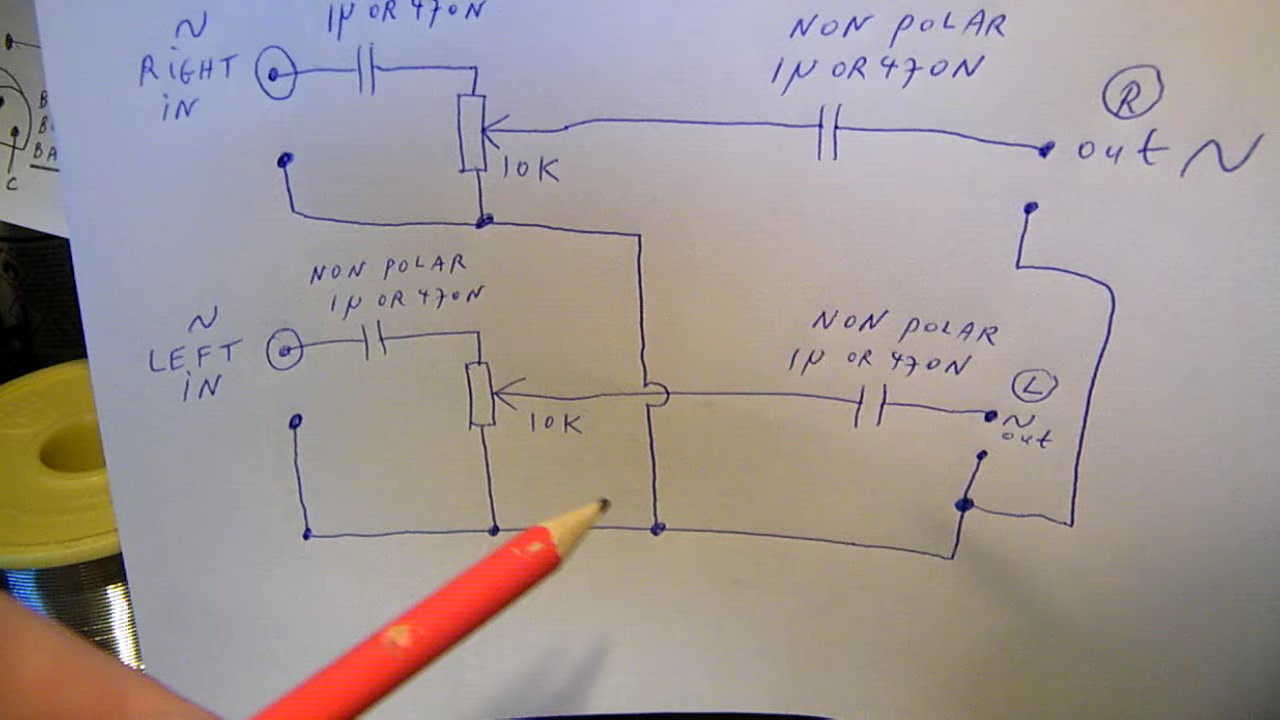 1µ OR 470N
~
RIGHT
iN
NON POLAR
1µ OR 470N
R
out ~
10K
NON POLAR
1µ OR 470N
~
LEFT
iN
10K
NON POLAR
1µ OR 470N
L
~
out
B
B
BA
C